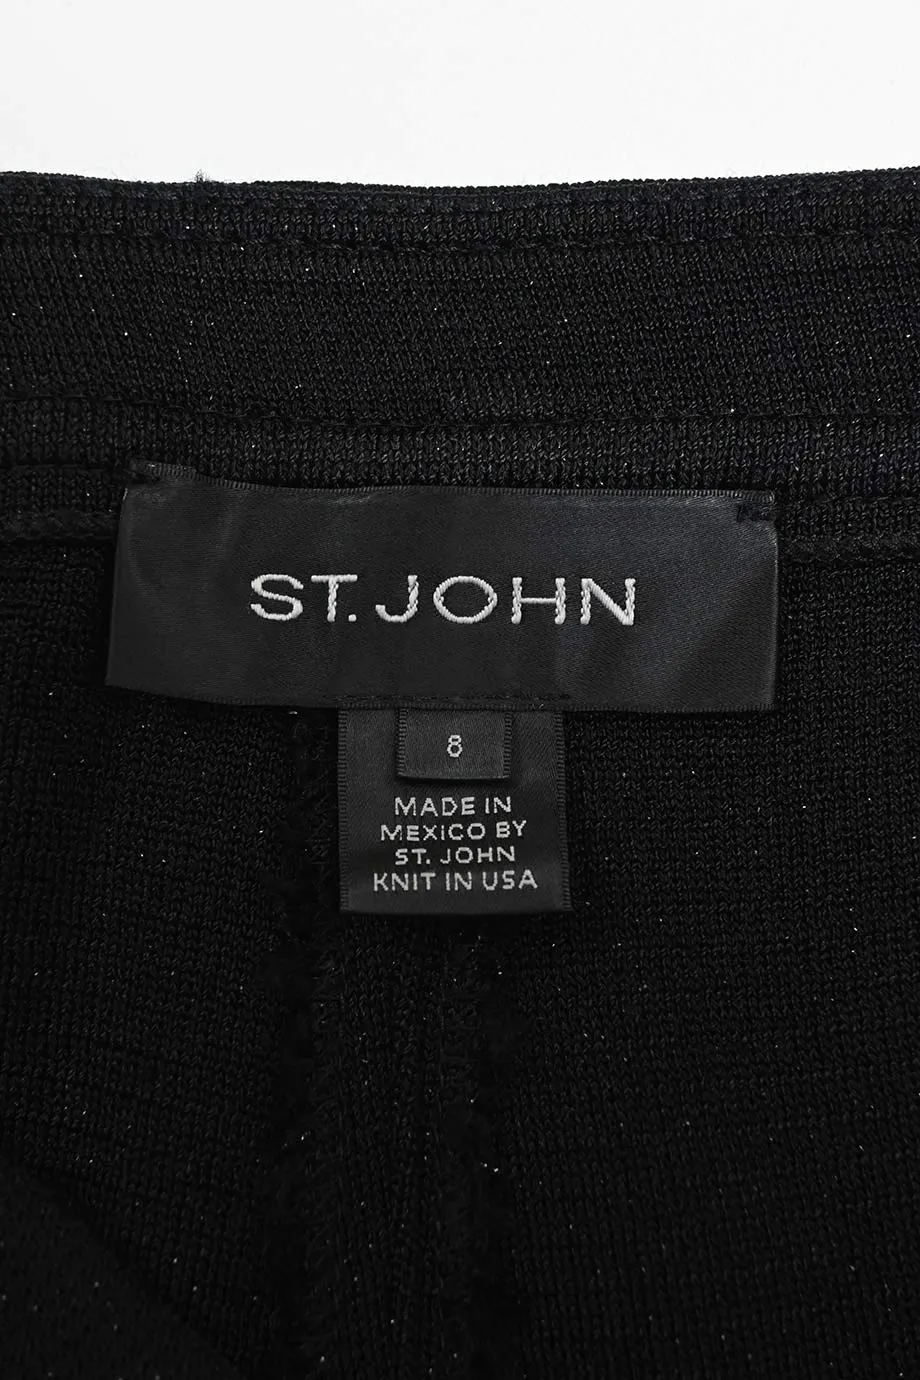 ST. JOHN
8
MADE IN
MEXICO BY
ST. JOHN
KNIT IN USA